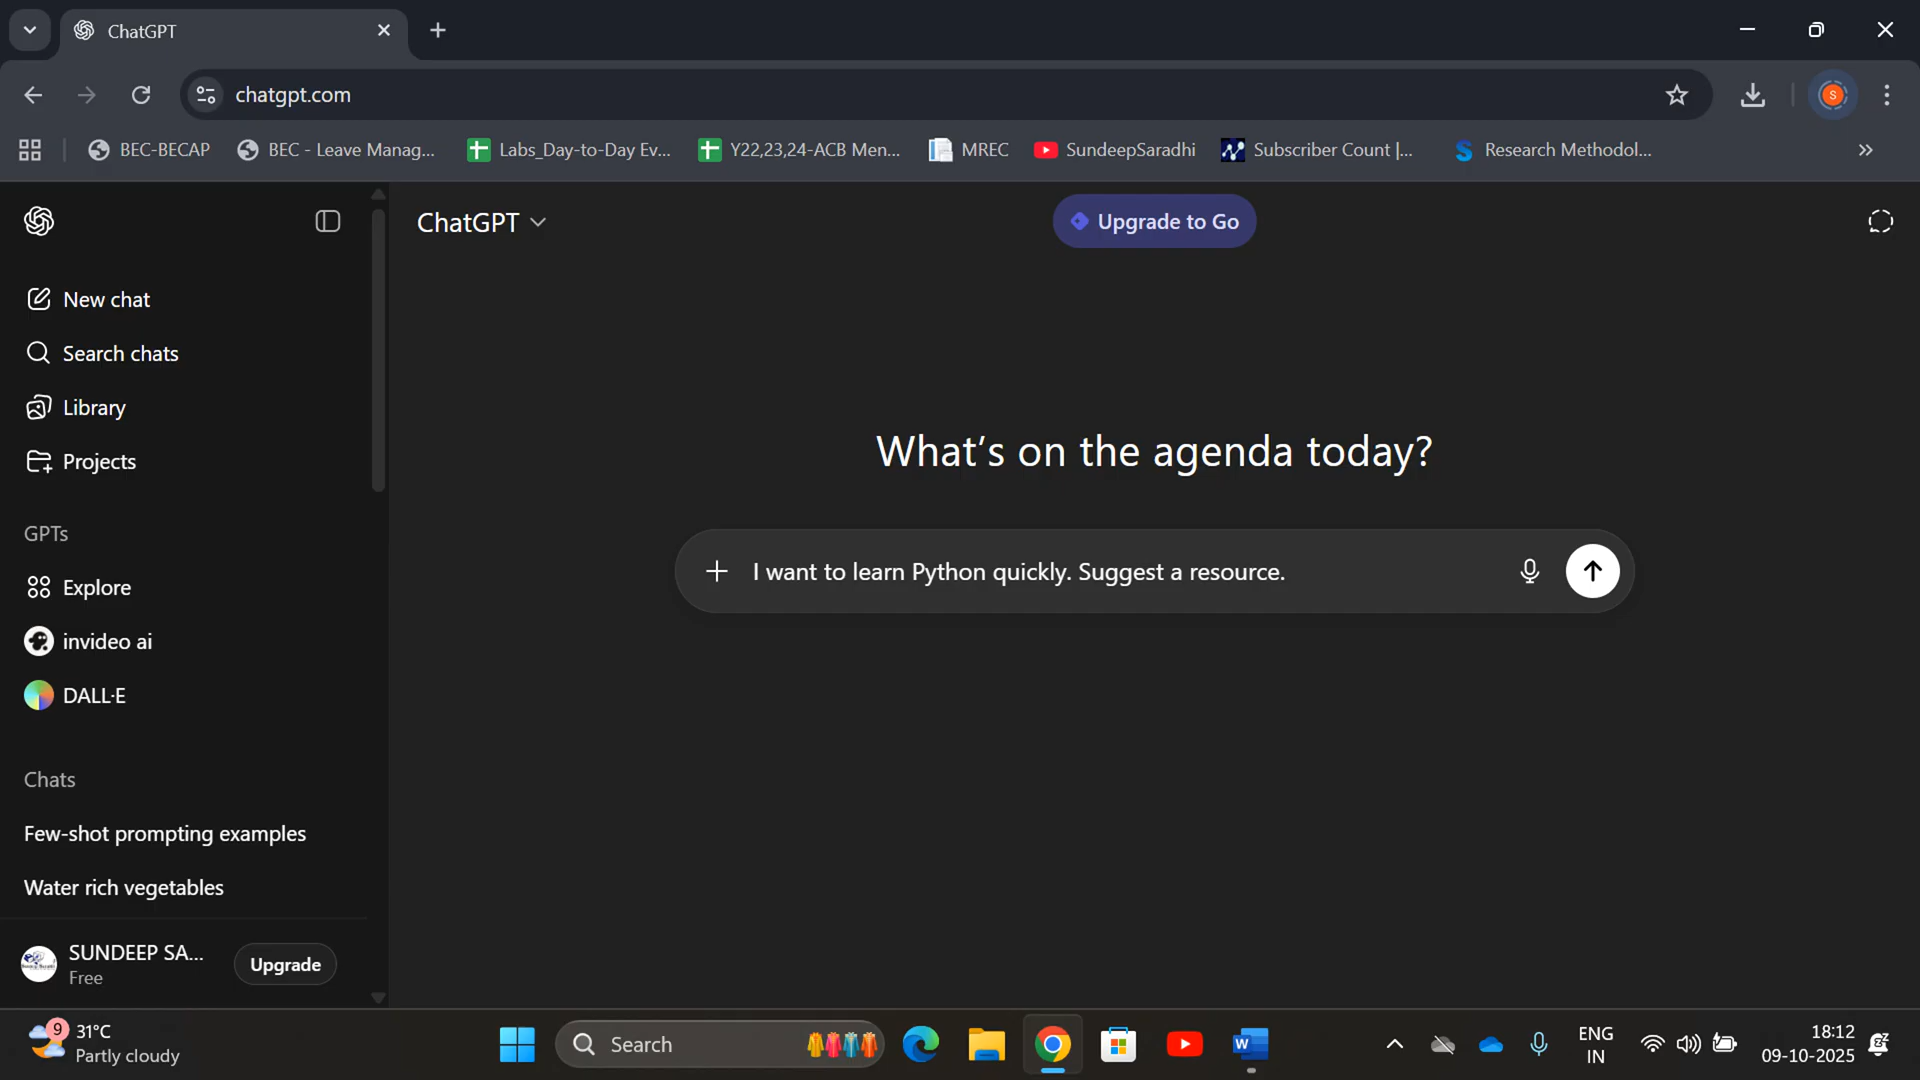 ChatGPT
chatgpt.com
BEC-BECAP
BEC - Leave Manag...
Labs_Day-to-Day Ev...
Y22,23,24-ACB Men...
MREC
SundeepSaradhi
Subscriber Count |...
S
Research Methodol...
S
ChatGPT
Upgrade to Go
New chat
Search chats
Library
Projects
GPTs
Explore
invideo ai
DALL·E
Chats
Few-shot prompting examples
Water rich vegetables
SUNDEEP SA...
Free
Upgrade
What's on the agenda today?
I want to learn Python quickly. Suggest a resource.
9
31°C
Partly cloudy
Search
W
ENG
IN
18:12
09-10-2025